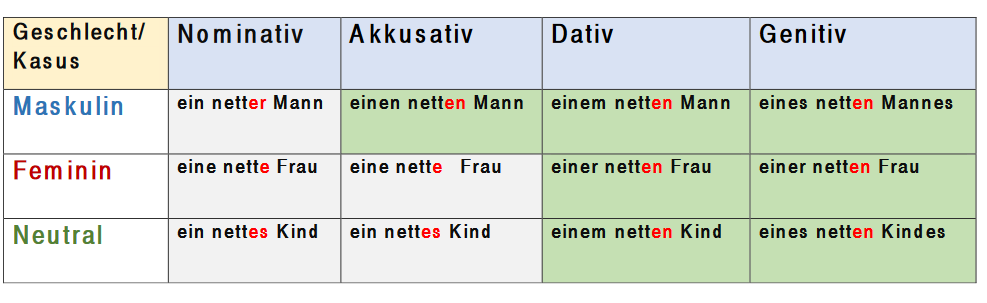 Geschlecht/ Nominativ Akkusativ Dativ Genitiv
Kasus
Maskulin ein netter Mann einen netten Mann einem netten Mann eines netten Mannes
Feminin eine nette Frau eine nette Frau einer netten Frau einer netten Frau
Neutral ein nettes Kind ein nettes Kind einem netten Kind eines netten Kindes